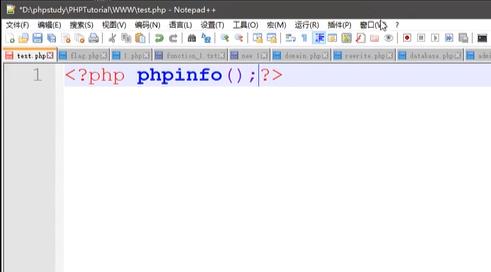 *D:\phpstudy\PHPTutorial\WWW\test.php - Notepad++
文件(F) 编辑(E) 搜索(S) 视图(V) 编码(N) 语言(L) 设置(T) 工具(O) 宏(M) 运行(R) 插件(P) 窗口(W) ?
test.php flag.php 1.php function_1.txt new 1 domain.php rewrite.php database.php
1 <?php phpinfo();?>